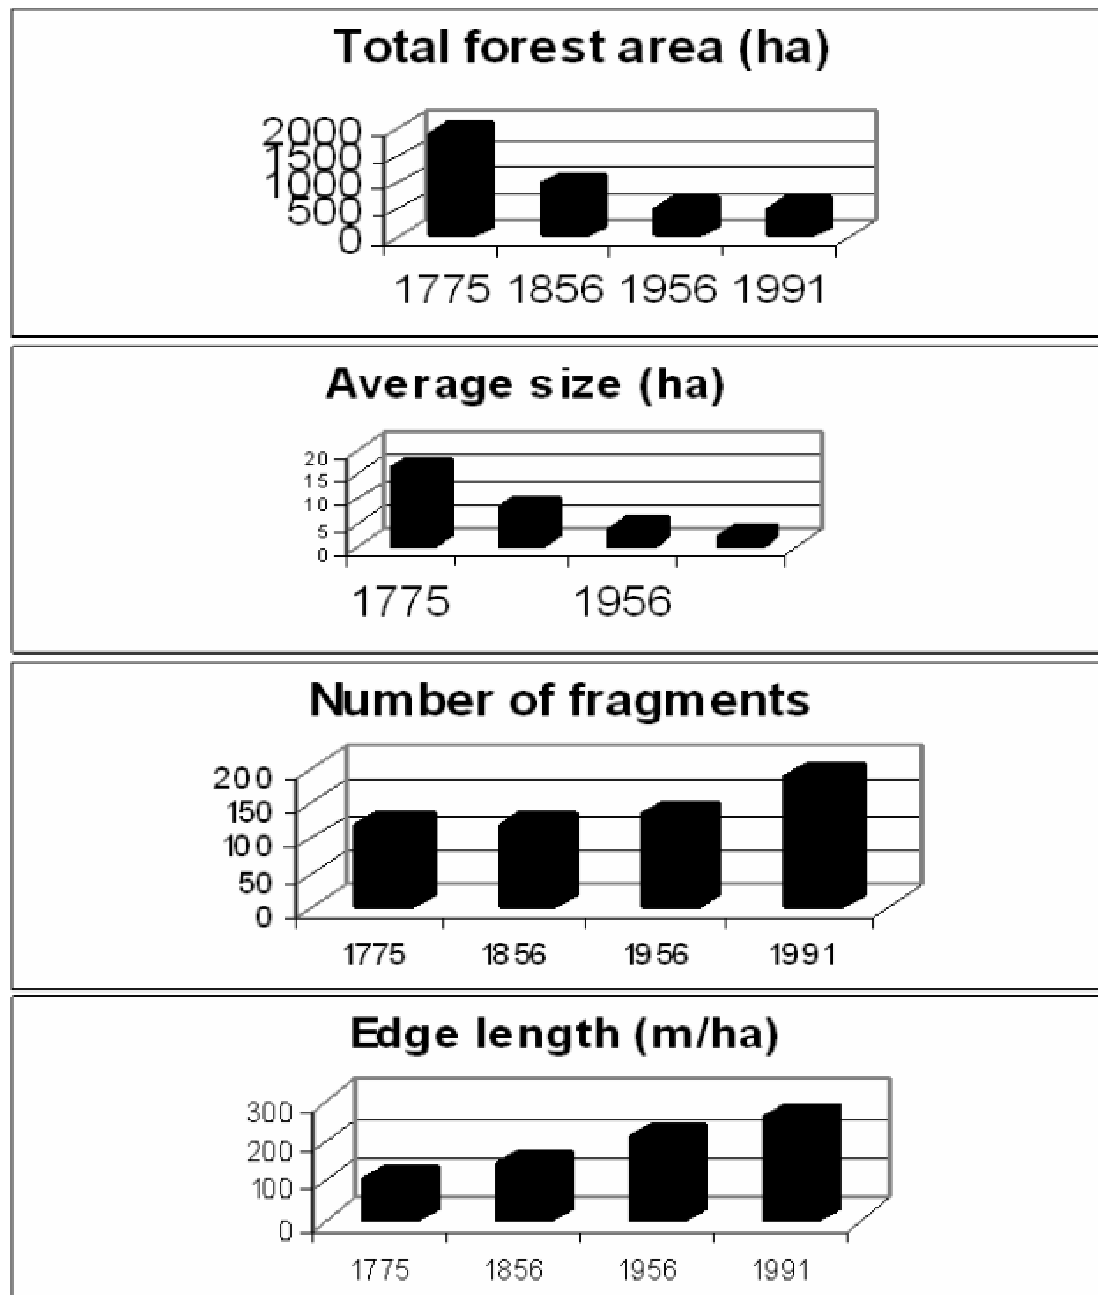 Total forest area (ha)
2000
1500
1000
500
0
1775 1856 1956 1991
Average size (ha)
20
15
10
5
0
1775 1956
Number of fragments
200
150
100
50
0
1775 1856 1956 1991
Edge length (m/ha)
300
200
100
0
1775 1856 1956 1991